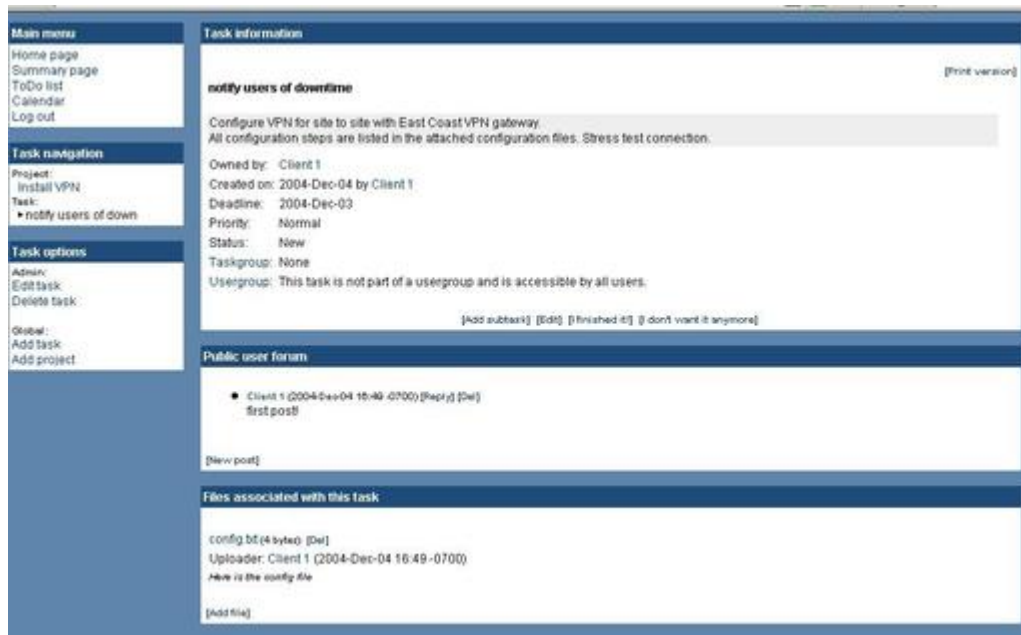 Main menu
Home page
Summary page
ToDo list
Calendar
Log out
Task navigation
Project:
Install VPN
Task:
notify users of down
Task options
Admin:
Edit task
Delete task
Global:
Add task
Add project
Task information
[Print version]
notify users of downtime
Configure VPN for site to site with East Coast VPN gateway.
All configuration steps are listed in the attached configuration files. Stress test connection.
Owned by: Client 1
Created on: 2004-Dec-04 by Client 1
Deadline: 2004-Dec-03
Priority: Normal
Status: New
Taskgroup: None
Usergroup: This task is not part of a usergroup and is accessible by all users.
[Add subtask] [Edit] [I finished it!] [I don't want it anymore]
Public user forum
Client 1 (2004-Dec-04 16:49 -0700) [Reply] [Del]
first post!
[New post]
Files associated with this task
config.txt (4 bytes) [Del]
Uploader: Client 1 (2004-Dec-04 16:49 -0700)
Here is the config file
[Add file]